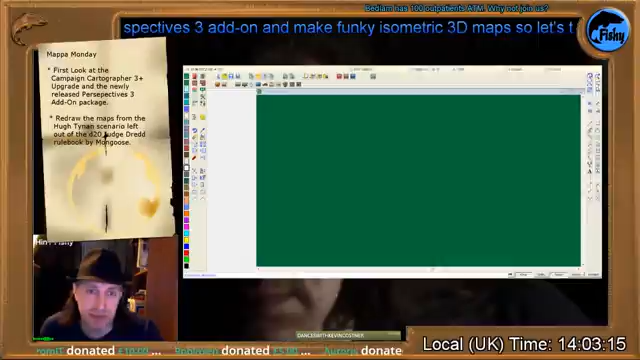 Bedlam has 100 outpatients ATM. Why not join us?
spectives 3 add-on and make funky isometric 3D maps so let's t
Fishy
Mappa Monday
* First Look at the
Campaign Cartographer 3+
Upgrade and the newly
released Persepectives 3
Add-On package.
* Redraw the maps from the
Hugh Tynan scenario left
out of the d20 Judge Dredd
rulebook by Mongoose.
Fishy
DANCESWITHKEVINCOSTNER
donated
donated
donate
Local (UK) Time: 14:03:15